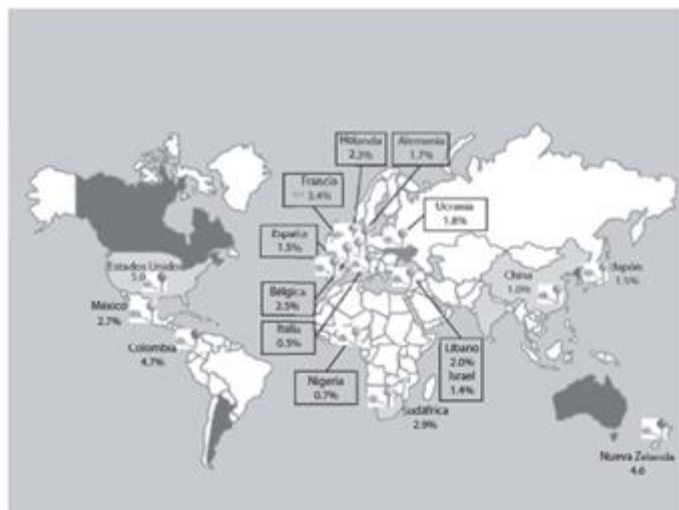 Holanda
2.3%
Alemania
1.7%
Francia
3.4%
Ucrania
1.8%
España
1.5%
Estados Unidos
5.0
China
1.0%
Japón
1.5%
Bélgica
2.5%
México
2.7%
Italia
0.5%
Colombia
4.7%
Líbano
2.0%
Israel
1.4%
Nigeria
0.7%
Sudáfrica
2.9%
Nueva Zelanda
4.6